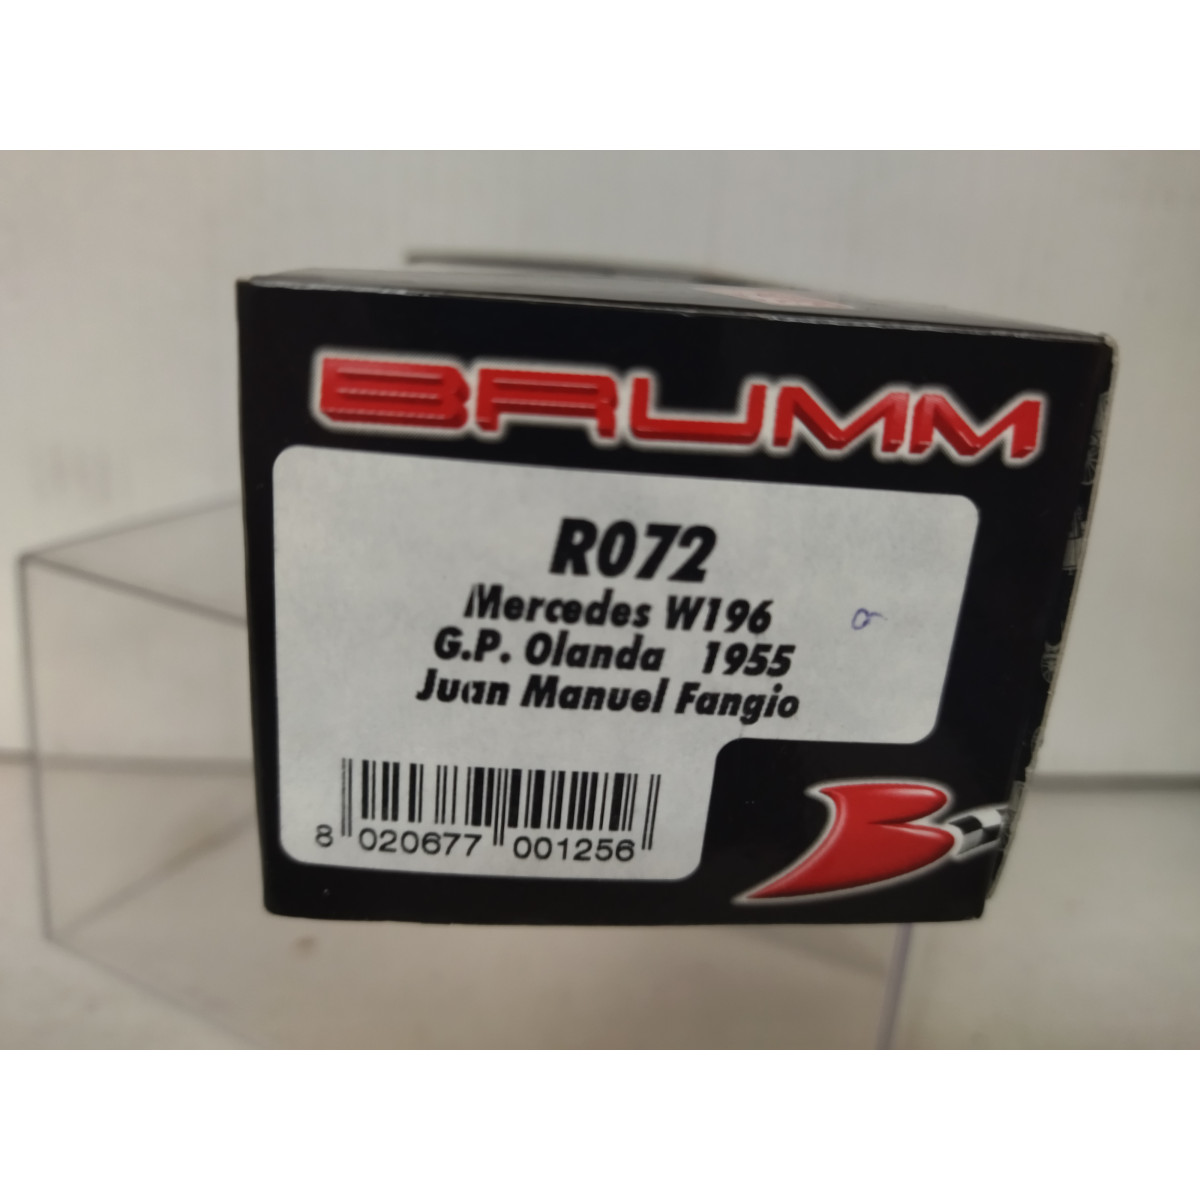 BRUMM
R072
Mercedes W196
G.P. Olanda 1955
Juan Manuel Fangio
8 020677 001256